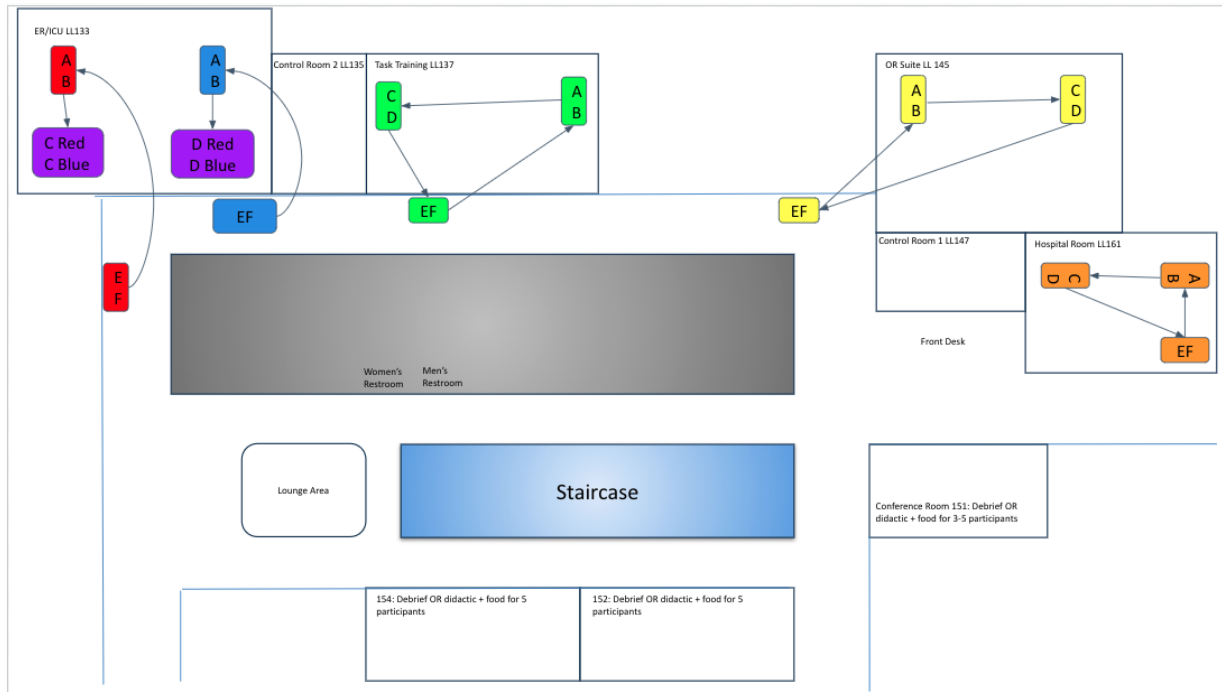 ER/ICU LL133
A
B
A
B
C Red
C Blue
D Red
D Blue
Control Room 2 LL135
Task Training LL137
C
D
A
B
OR Suite LL 145
A
B
C
D
EF
EF
EF
E
F
Control Room 1 LL147
Hospital Room LL161
C
D
A
B
EF
Front Desk
Women's
Restroom
Men's
Restroom
Lounge Area
Staircase
Conference Room 151: Debrief OR
didactic + food for 3-5 participants
154: Debrief OR didactic + food for 5
participants
152: Debrief OR didactic + food for 5
participants